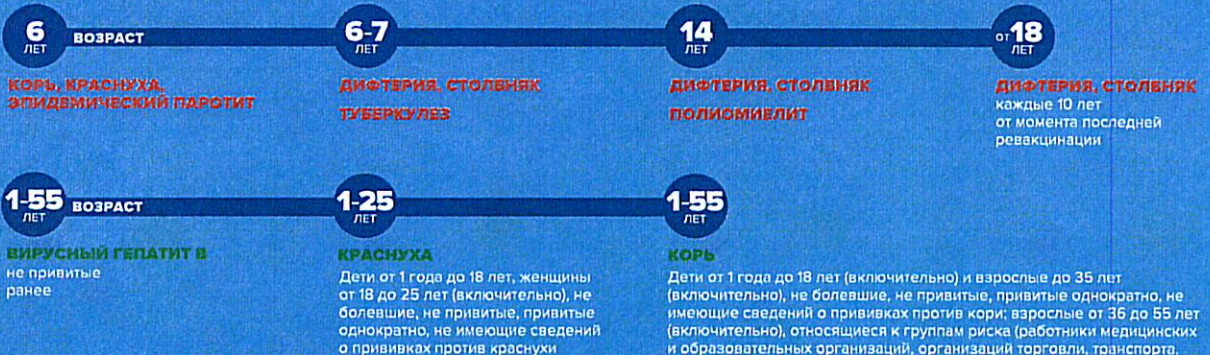 6 ЛЕТ ВОЗРАСТ
КОРЬ, КРАСНУХА,
ЭПИДЕМИЧЕСКИЙ ПАРОТИТ
6-7 ЛЕТ
ДИФТЕРИЯ, СТОЛБНЯК
ТУБЕРКУЛЕЗ
14 ЛЕТ
ДИФТЕРИЯ, СТОЛБНЯК
ПОЛИОМИЕЛИТ
от 18 ЛЕТ
ДИФТЕРИЯ, СТОЛБНЯК
каждые 10 лет
от момента последней
ревакцинации
1-55 ЛЕТ ВОЗРАСТ
ВИРУСНЫЙ ГЕПАТИТ В
не привитые
ранее
1-25 ЛЕТ
КРАСНУХА
Дети от 1 года до 18 лет, женщины
от 18 до 25 лет (включительно), не
болевшие, не привитые, привитые
однократно, не имеющие сведений
о прививках против краснухи
1-55 ЛЕТ
КОРЬ
Дети от 1 года до 18 лет (включительно) и взрослые до 35 лет
(включительно), не болевшие, не привитые, привитые однократно, не
имеющие сведений о прививках против кори; взрослые от 36 до 55 лет
(включительно), относящиеся к группам риска (работники медицинских
и образовательных организаций, организаций торговли, транспорта,